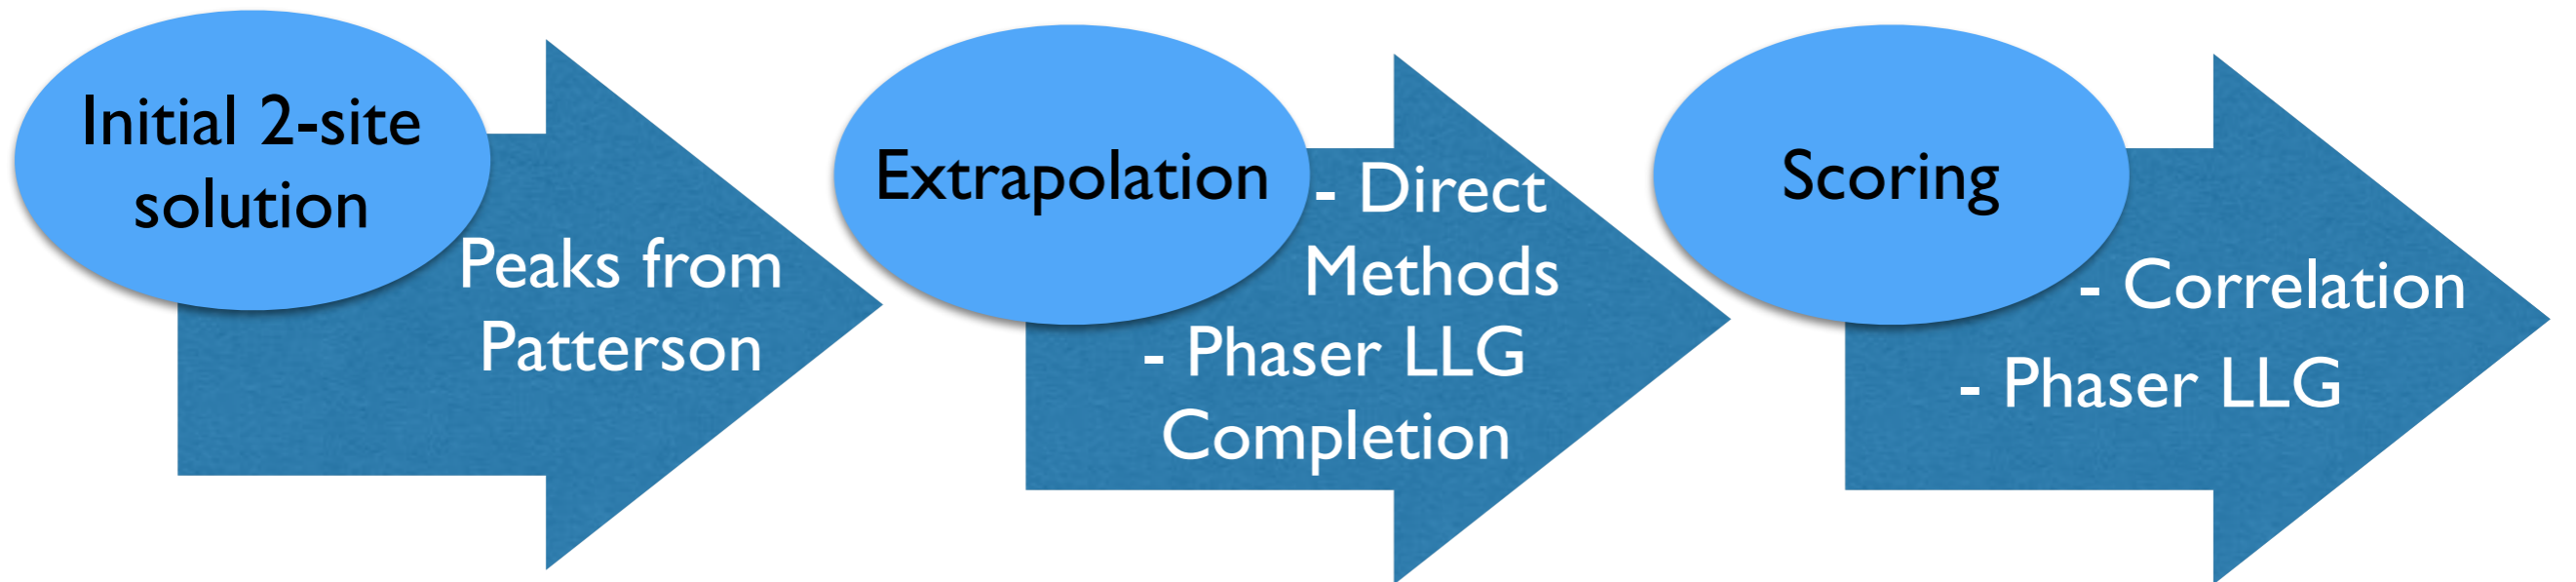 Initial 2-site
solution
Peaks from
Patterson
Extrapolation
- Direct
Methods
- Phaser LLG
Completion
Scoring
- Correlation
- Phaser LLG